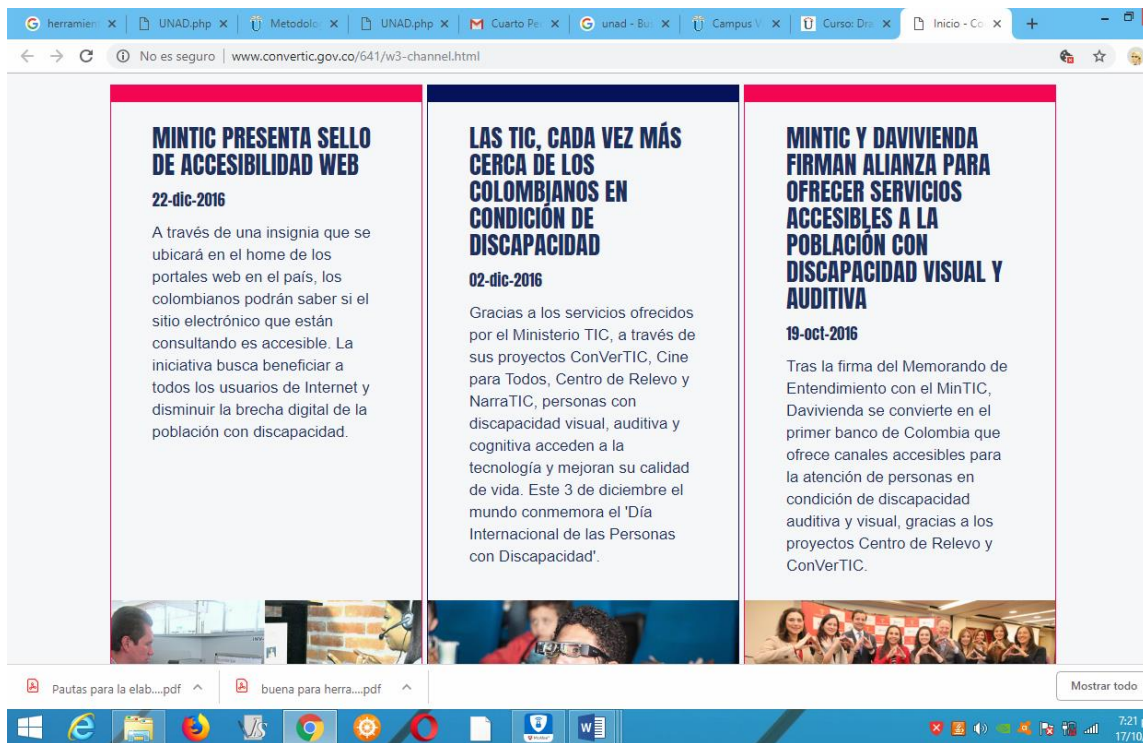 herramien
UNAD.php
Metodolo
UNAD.php
Cuarto Pe
unad - Bu
Campus V
Curso: Dra
Inicio - Co
No es seguro | www.convertic.gov.co/641/w3-channel.html
MINTIC PRESENTA SELLO
DE ACCESIBILIDAD WEB
22-dic-2016
A través de una insignia que se
ubicará en el home de los
portales web en el país, los
colombianos podrán saber si el
sitio electrónico que están
consultando es accesible. La
iniciativa busca beneficiar a
todos los usuarios de Internet y
disminuir la brecha digital de la
población con discapacidad.
LAS TIC, CADA VEZ MÁS
CERCA DE LOS
COLOMBIANOS EN
CONDICIÓN DE
DISCAPACIDAD
02-dic-2016
Gracias a los servicios ofrecidos
por el Ministerio TIC, a través de
sus proyectos ConVerTIC, Cine
para Todos, Centro de Relevo y
NarraTIC, personas con
discapacidad visual, auditiva y
cognitiva acceden a la
tecnología y mejoran su calidad
de vida. Este 3 de diciembre el
mundo conmemora el 'Día
Internacional de las Personas
con Discapacidad'.
MINTIC Y DAVIVIENDA
FIRMAN ALIANZA PARA
OFRECER SERVICIOS
ACCESIBLES A LA
POBLACIÓN CON
DISCAPACIDAD VISUAL Y
AUDITIVA
19-oct-2016
Tras la firma del Memorando de
Entendimiento con el MinTIC,
Davivienda se convierte en el
primer banco de Colombia que
ofrece canales accesibles para
la atención de personas en
condición de discapacidad
auditiva y visual, gracias a los
proyectos Centro de Relevo y
ConVerTIC.
Pautas para la elab....pdf
buena para herra....pdf
Mostrar todo
7:21 p
17/10